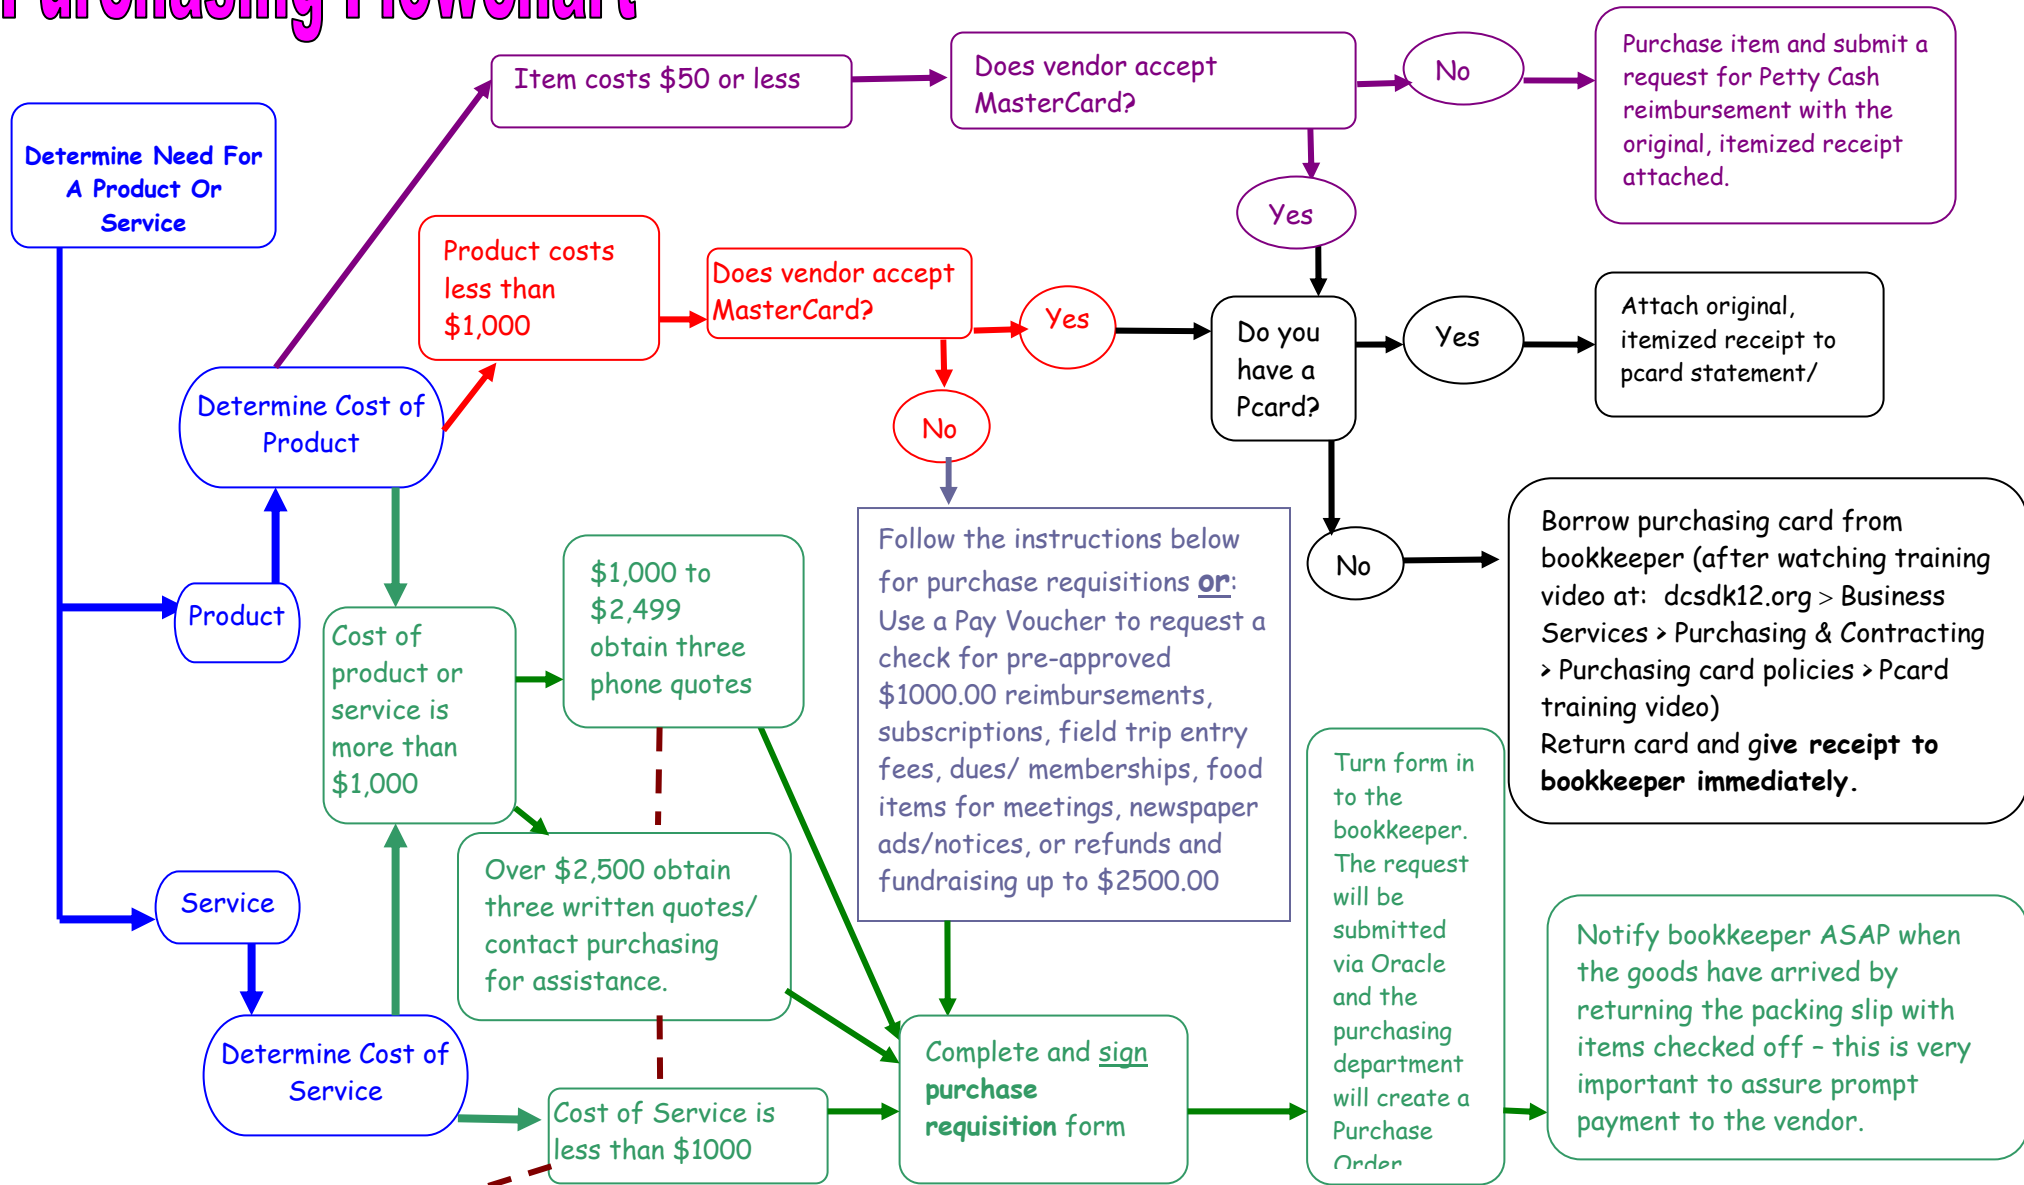 Purchasing Flowchart
Item costs $50 or less
Does vendor accept
MasterCard?
No
Purchase item and submit a
request for Petty Cash
reimbursement with the
original, itemized receipt
attached.
Determine Need For
A Product Or
Service
Yes
Product costs
less than
$1,000
Does vendor accept
MasterCard?
Yes
No
Do you
have a
Pcard?
Yes
Attach original,
itemized receipt to
pcard statement/
No
Borrow purchasing card from
bookkeeper (after watching training
video at: dcsdk12.org > Business
Services > Purchasing & Contracting
> Purchasing card policies > Pcard
training video)
Return card and give receipt to
bookkeeper immediately.
Determine Cost of
Product
Product
Cost of
product or
service is
more than
$1,000
$1,000 to
$2,499
obtain three
phone quotes
Follow the instructions below
for purchase requisitions or:
Use a Pay Voucher to request a
check for pre-approved
$1000.00 reimbursements,
subscriptions, field trip entry
fees, dues/ memberships, food
items for meetings, newspaper
ads/notices, or refunds and
fundraising up to $2500.00
Over $2,500 obtain
three written quotes/
contact purchasing
for assistance.
Service
Determine Cost of
Service
Cost of Service is
less than $1000
Complete and sign
purchase
requisition form
Turn form in
to the
bookkeeper.
The request
will be
submitted
via Oracle
and the
purchasing
department
will create a
Purchase
Order
Notify bookkeeper ASAP when
the goods have arrived by
returning the packing slip with
items checked off – this is very
important to assure prompt
payment to the vendor.